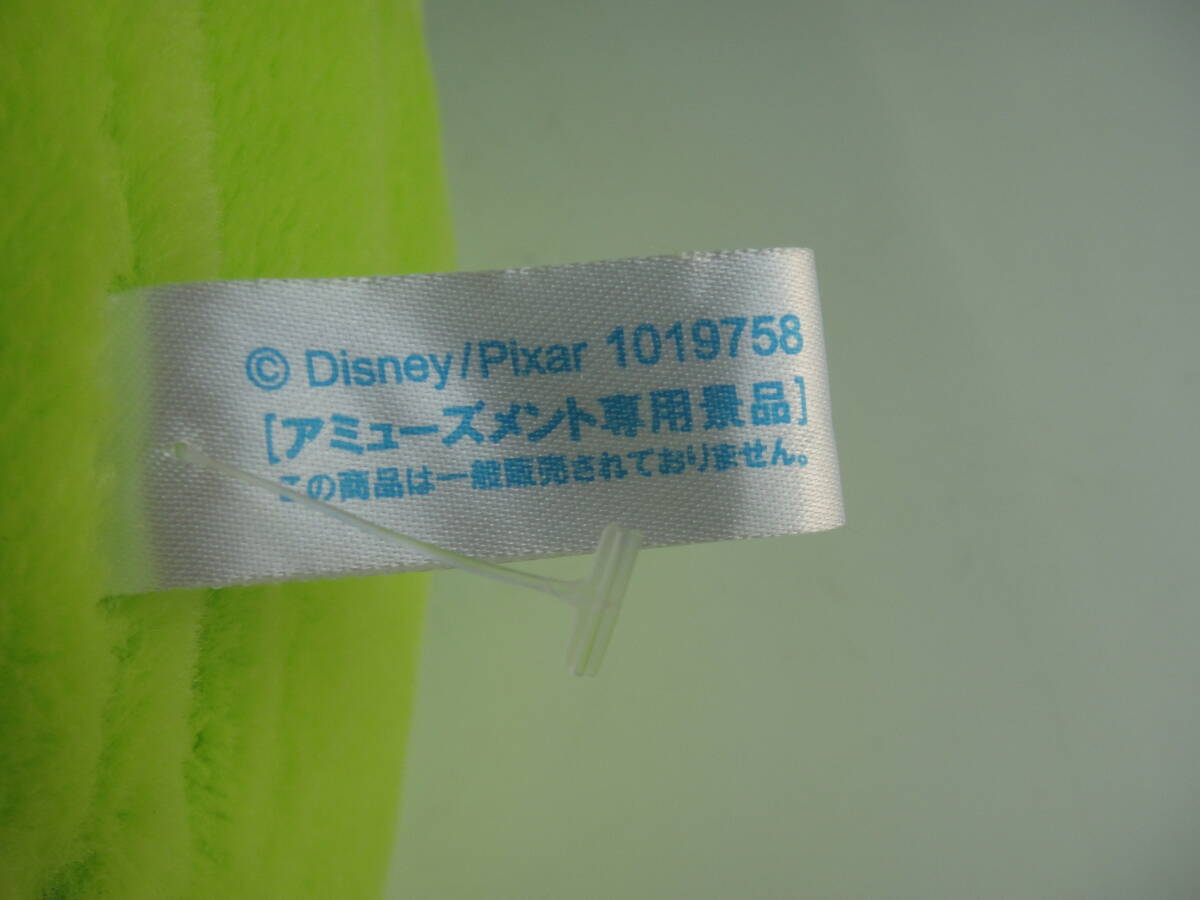 © Disney/Pixar 1019758
[アミューズメント専用景品]
この商品は一般販売されておりません。